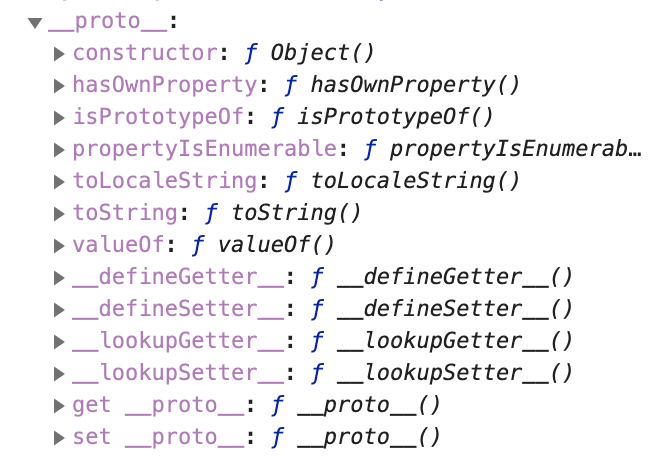 __proto__:
constructor: ƒ Object()
hasOwnProperty: ƒ hasOwnProperty()
isPrototypeOf: ƒ isPrototypeOf()
propertyIsEnumerable: ƒ propertyIsEnumerab…
toLocaleString: ƒ toLocaleString()
toString: ƒ toString()
valueOf: ƒ valueOf()
__defineGetter__: ƒ __defineGetter__()
__defineSetter__: ƒ __defineSetter__()
__lookupGetter__: ƒ __lookupGetter__()
__lookupSetter__: ƒ __lookupSetter__()
get __proto__: ƒ __proto__()
set __proto__: ƒ __proto__()